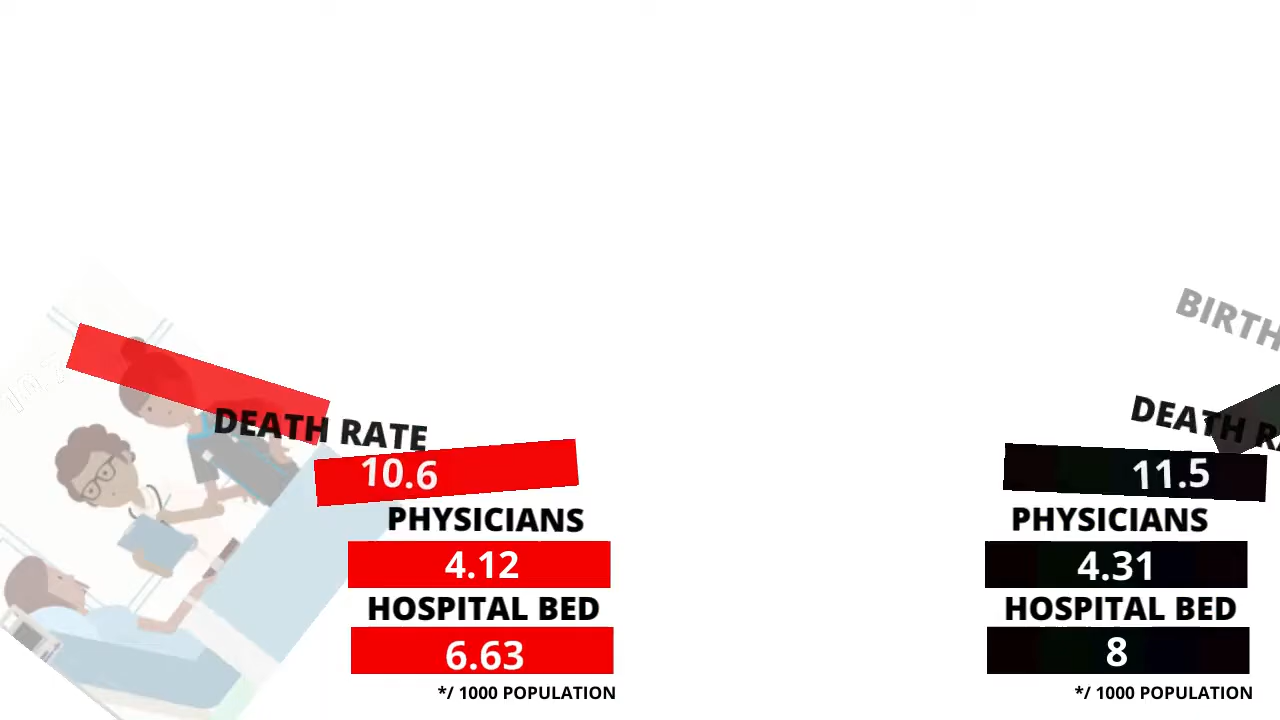 BIRTH
DEATH RATE
10.6
PHYSICIANS
4.12
HOSPITAL BED
6.63
*/ 1000 POPULATION
DEATH RA
11.5
PHYSICIANS
4.31
HOSPITAL BED
8
*/ 1000 POPULATION